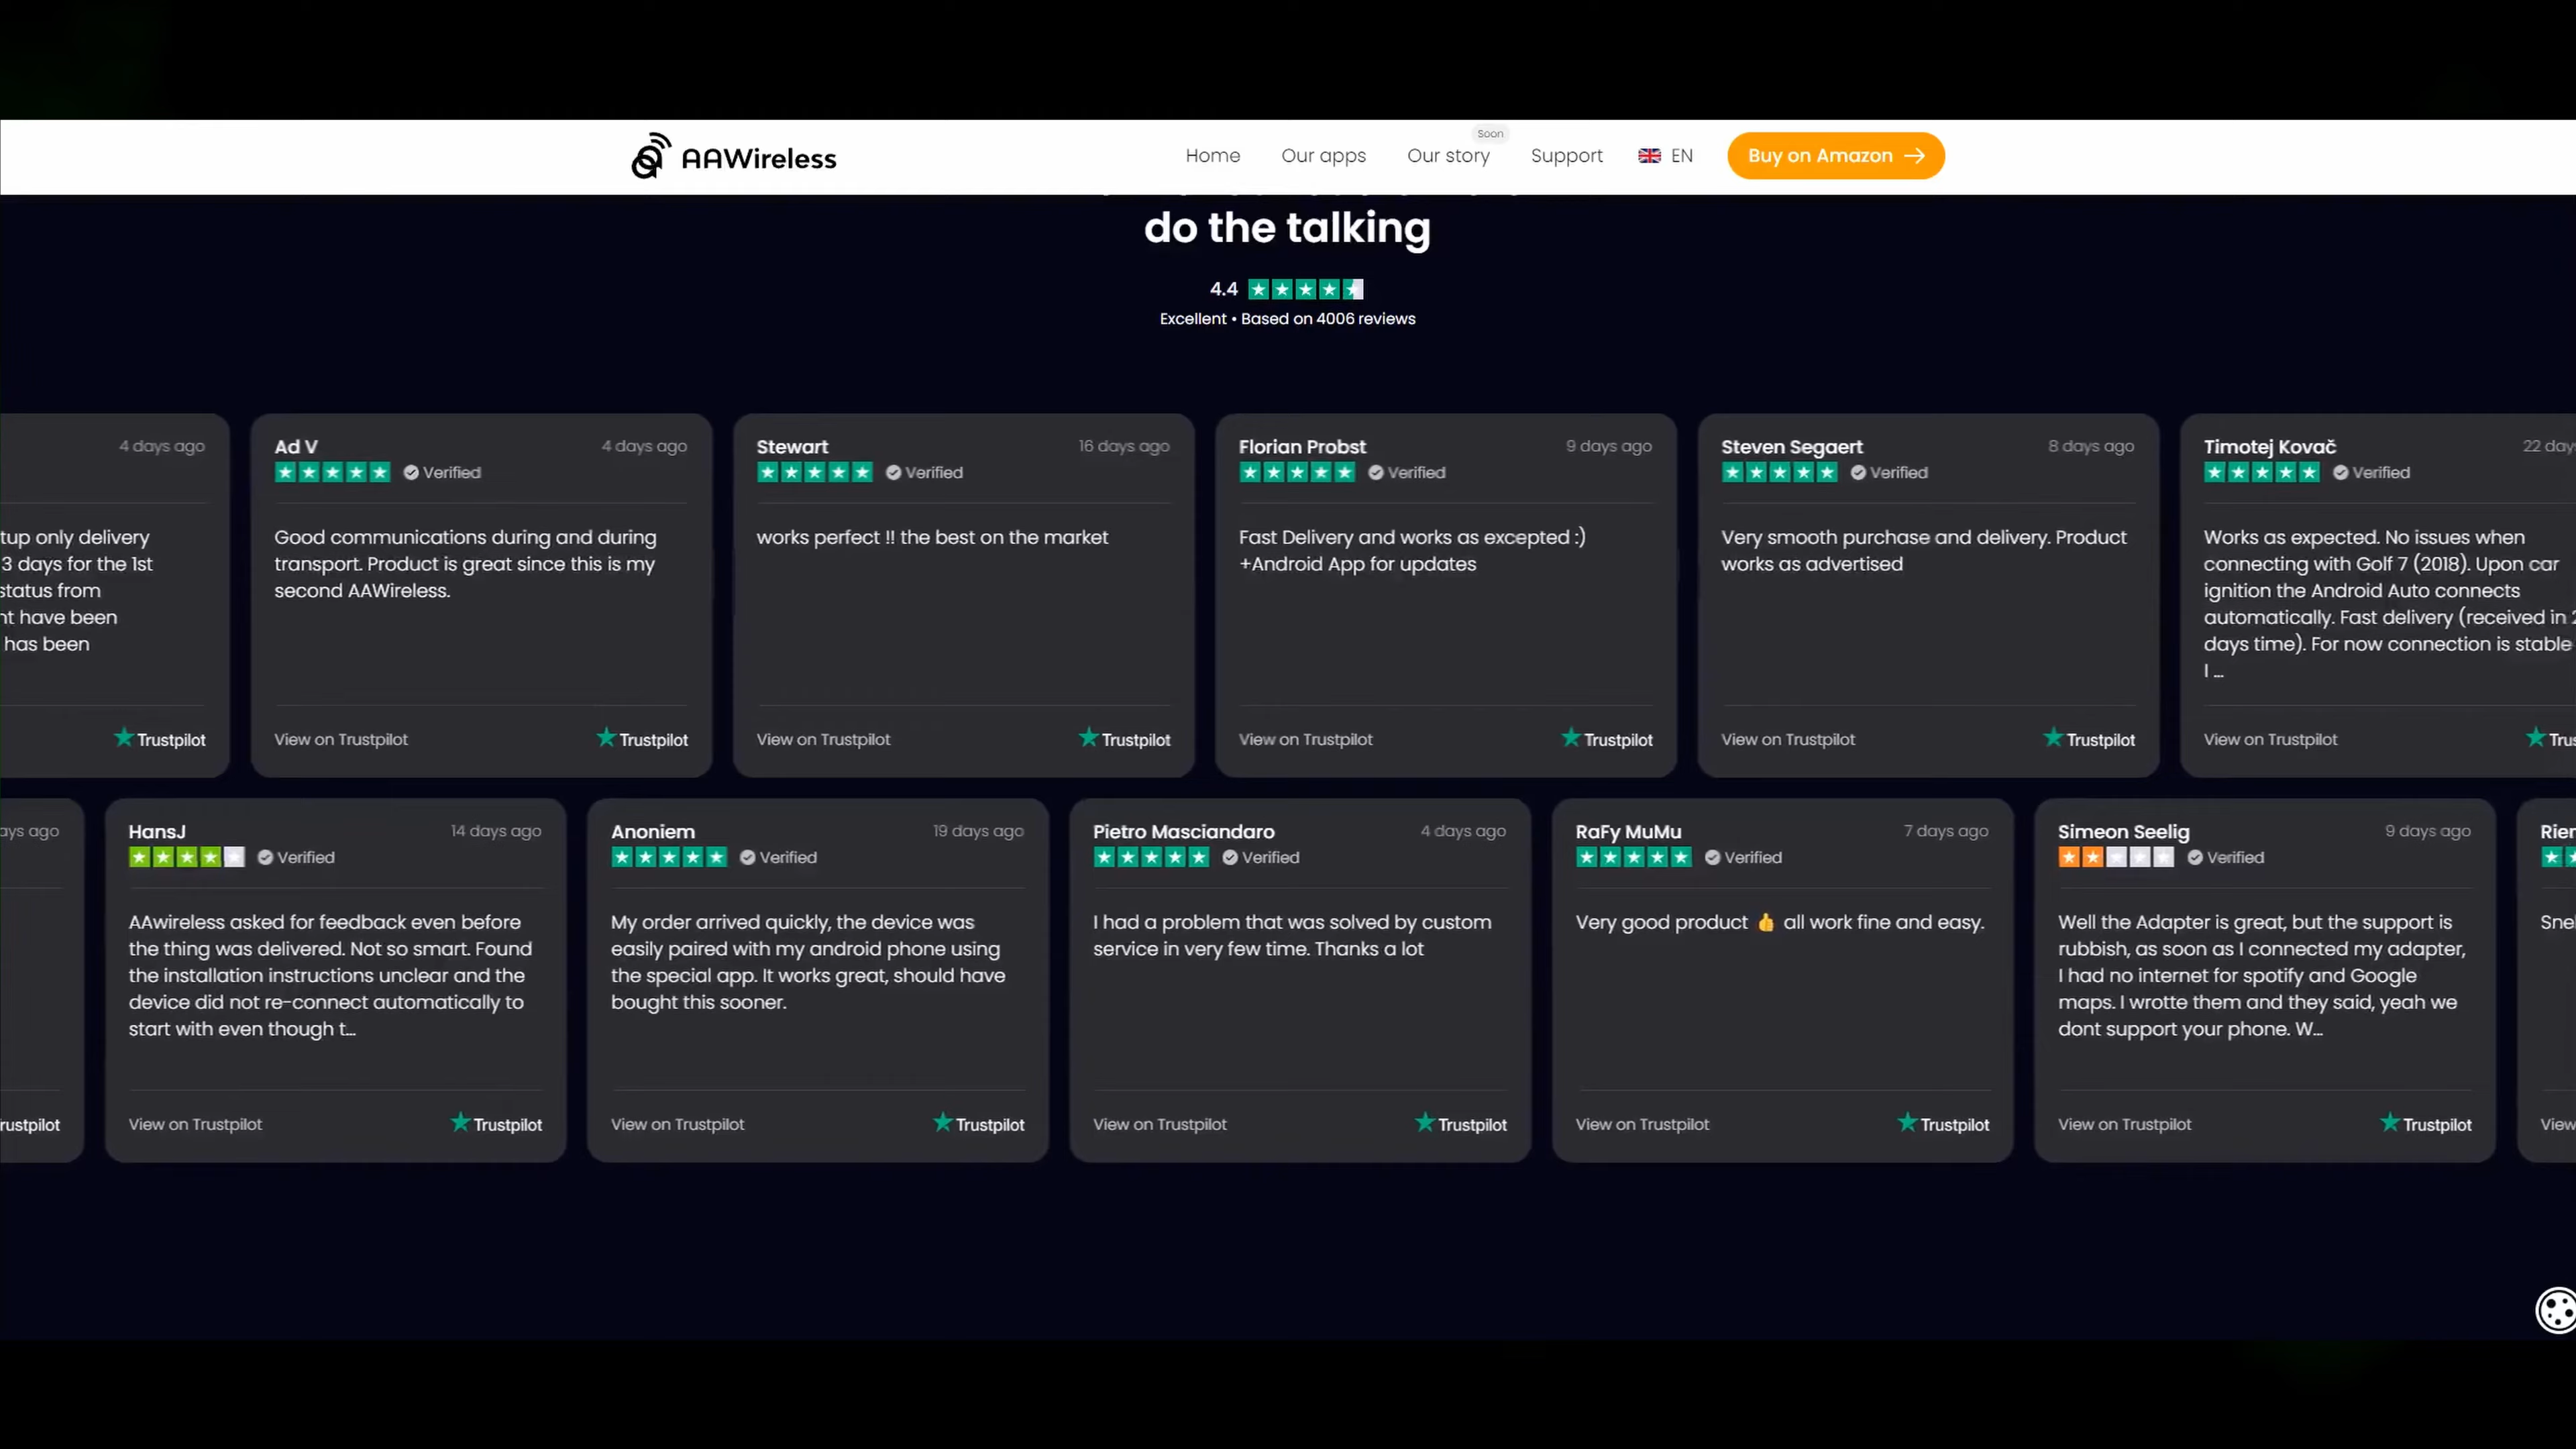 AAWireless
Home
Our apps
Soon
Our story
Support
EN
Buy on Amazon
do the talking
4.4
Excellent • Based on 4006 reviews
4 days ago
only delivery
3 days for the 1st
status from
have been
has been
Trustpilot
Ad V
4 days ago
Verified
Good communications during and during
transport. Product is great since this is my
second AAWireless.
View on Trustpilot
Trustpilot
Stewart
16 days ago
Verified
works perfect !! the best on the market
View on Trustpilot
Trustpilot
Florian Probst
9 days ago
Verified
Fast Delivery and works as excepted :)
+Android App for updates
View on Trustpilot
Trustpilot
Steven Segaert
8 days ago
Verified
Very smooth purchase and delivery. Product
works as advertised
View on Trustpilot
Trustpilot
Timotej Kovač
22
Verified
Works as expected. No issues when
connecting with Golf 7 (2018). Upon car
ignition the Android Auto connects
automatically. Fast delivery (received in
days time). For now connection is stable
I ...
View on Trustpilot
ago
HansJ
14 days ago
Verified
AAwireless asked for feedback even before
the thing was delivered. Not so smart. Found
the installation instructions unclear and the
device did not re-connect automatically to
start with even though t...
View on Trustpilot
Trustpilot
Anoniem
19 days ago
Verified
My order arrived quickly, the device was
easily paired with my android phone using
the special app. It works great, should have
bought this sooner.
View on Trustpilot
Trustpilot
Pietro Masciandaro
4 days ago
Verified
I had a problem that was solved by custom
service in very few time. Thanks a lot
View on Trustpilot
Trustpilot
RaFy MuMu
7 days ago
Verified
Very good product 👍 all work fine and easy.
View on Trustpilot
Trustpilot
Simeon Seelig
9 days ago
Verified
Well the Adapter is great, but the support is
rubbish, as soon as I connected my adapter,
I had no internet for spotify and Google
maps. I wrotte them and they said, yeah we
dont support your phone. W...
View on Trustpilot
Trustpilot